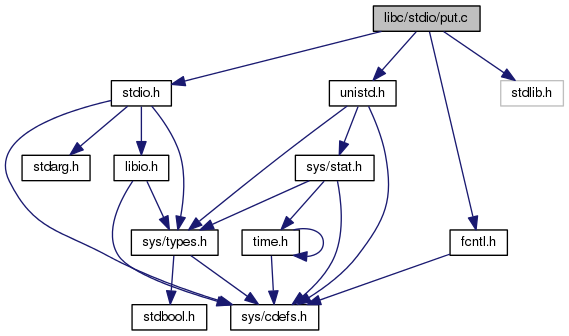 libc/stdio/put.c
stdio.h
unistd.h
stdlib.h
stdarg.h
libio.h
sys/stat.h
sys/types.h
time.h
fcntl.h
stdbool.h
sys/cdefs.h